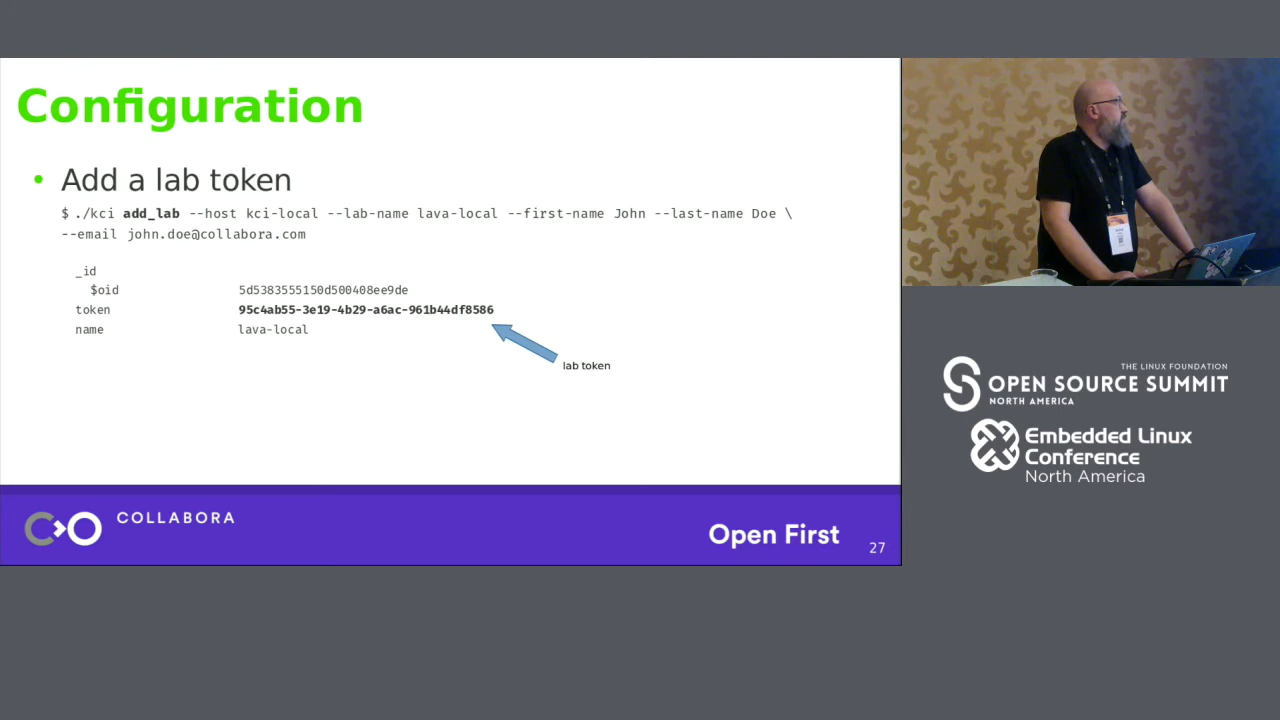 Configuration
• Add a lab token
$ ./kci add_lab --host kci-local --lab-name lava-local --first-name John --last-name Doe \
--email john.doe@collabora.com
_id
$oid 5d5383555150d500408ee9de
token 95c4ab55-3e19-4b29-a6ac-961b44df8586
name lava-local
lab token
COLLABORA
Open First
27
THE LINUX FOUNDATION
OPEN SOURCE SUMMIT
NORTH AMERICA
Embedded Linux
Conference
North America